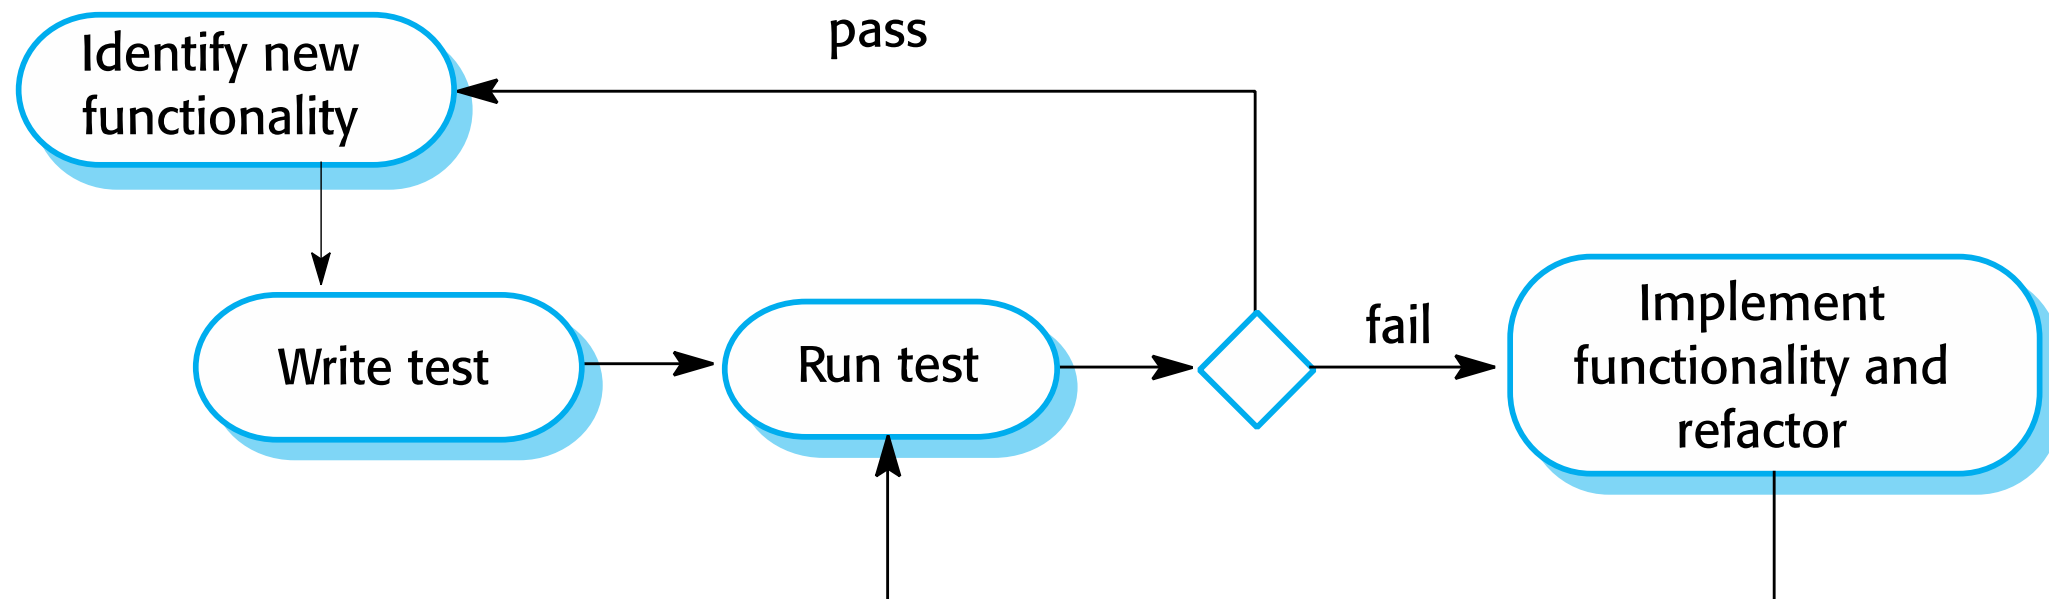 Identify new
functionality
pass
Write test
Run test
fail
Implement
functionality and
refactor